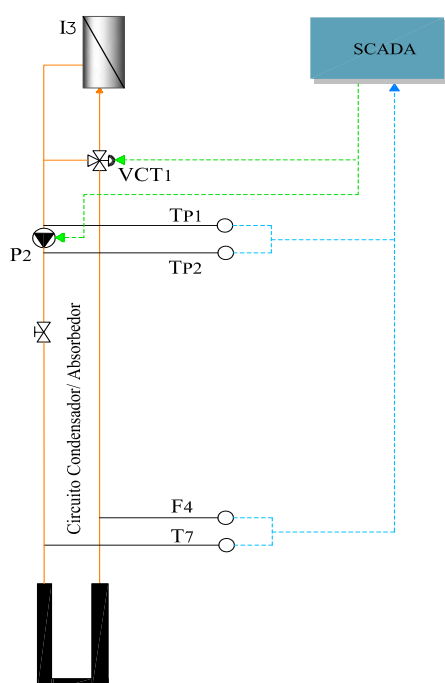 I3
SCADA
VCT1
TP1
P2
TP2
Circuito Condensador/ Absorbedor
F4
T7